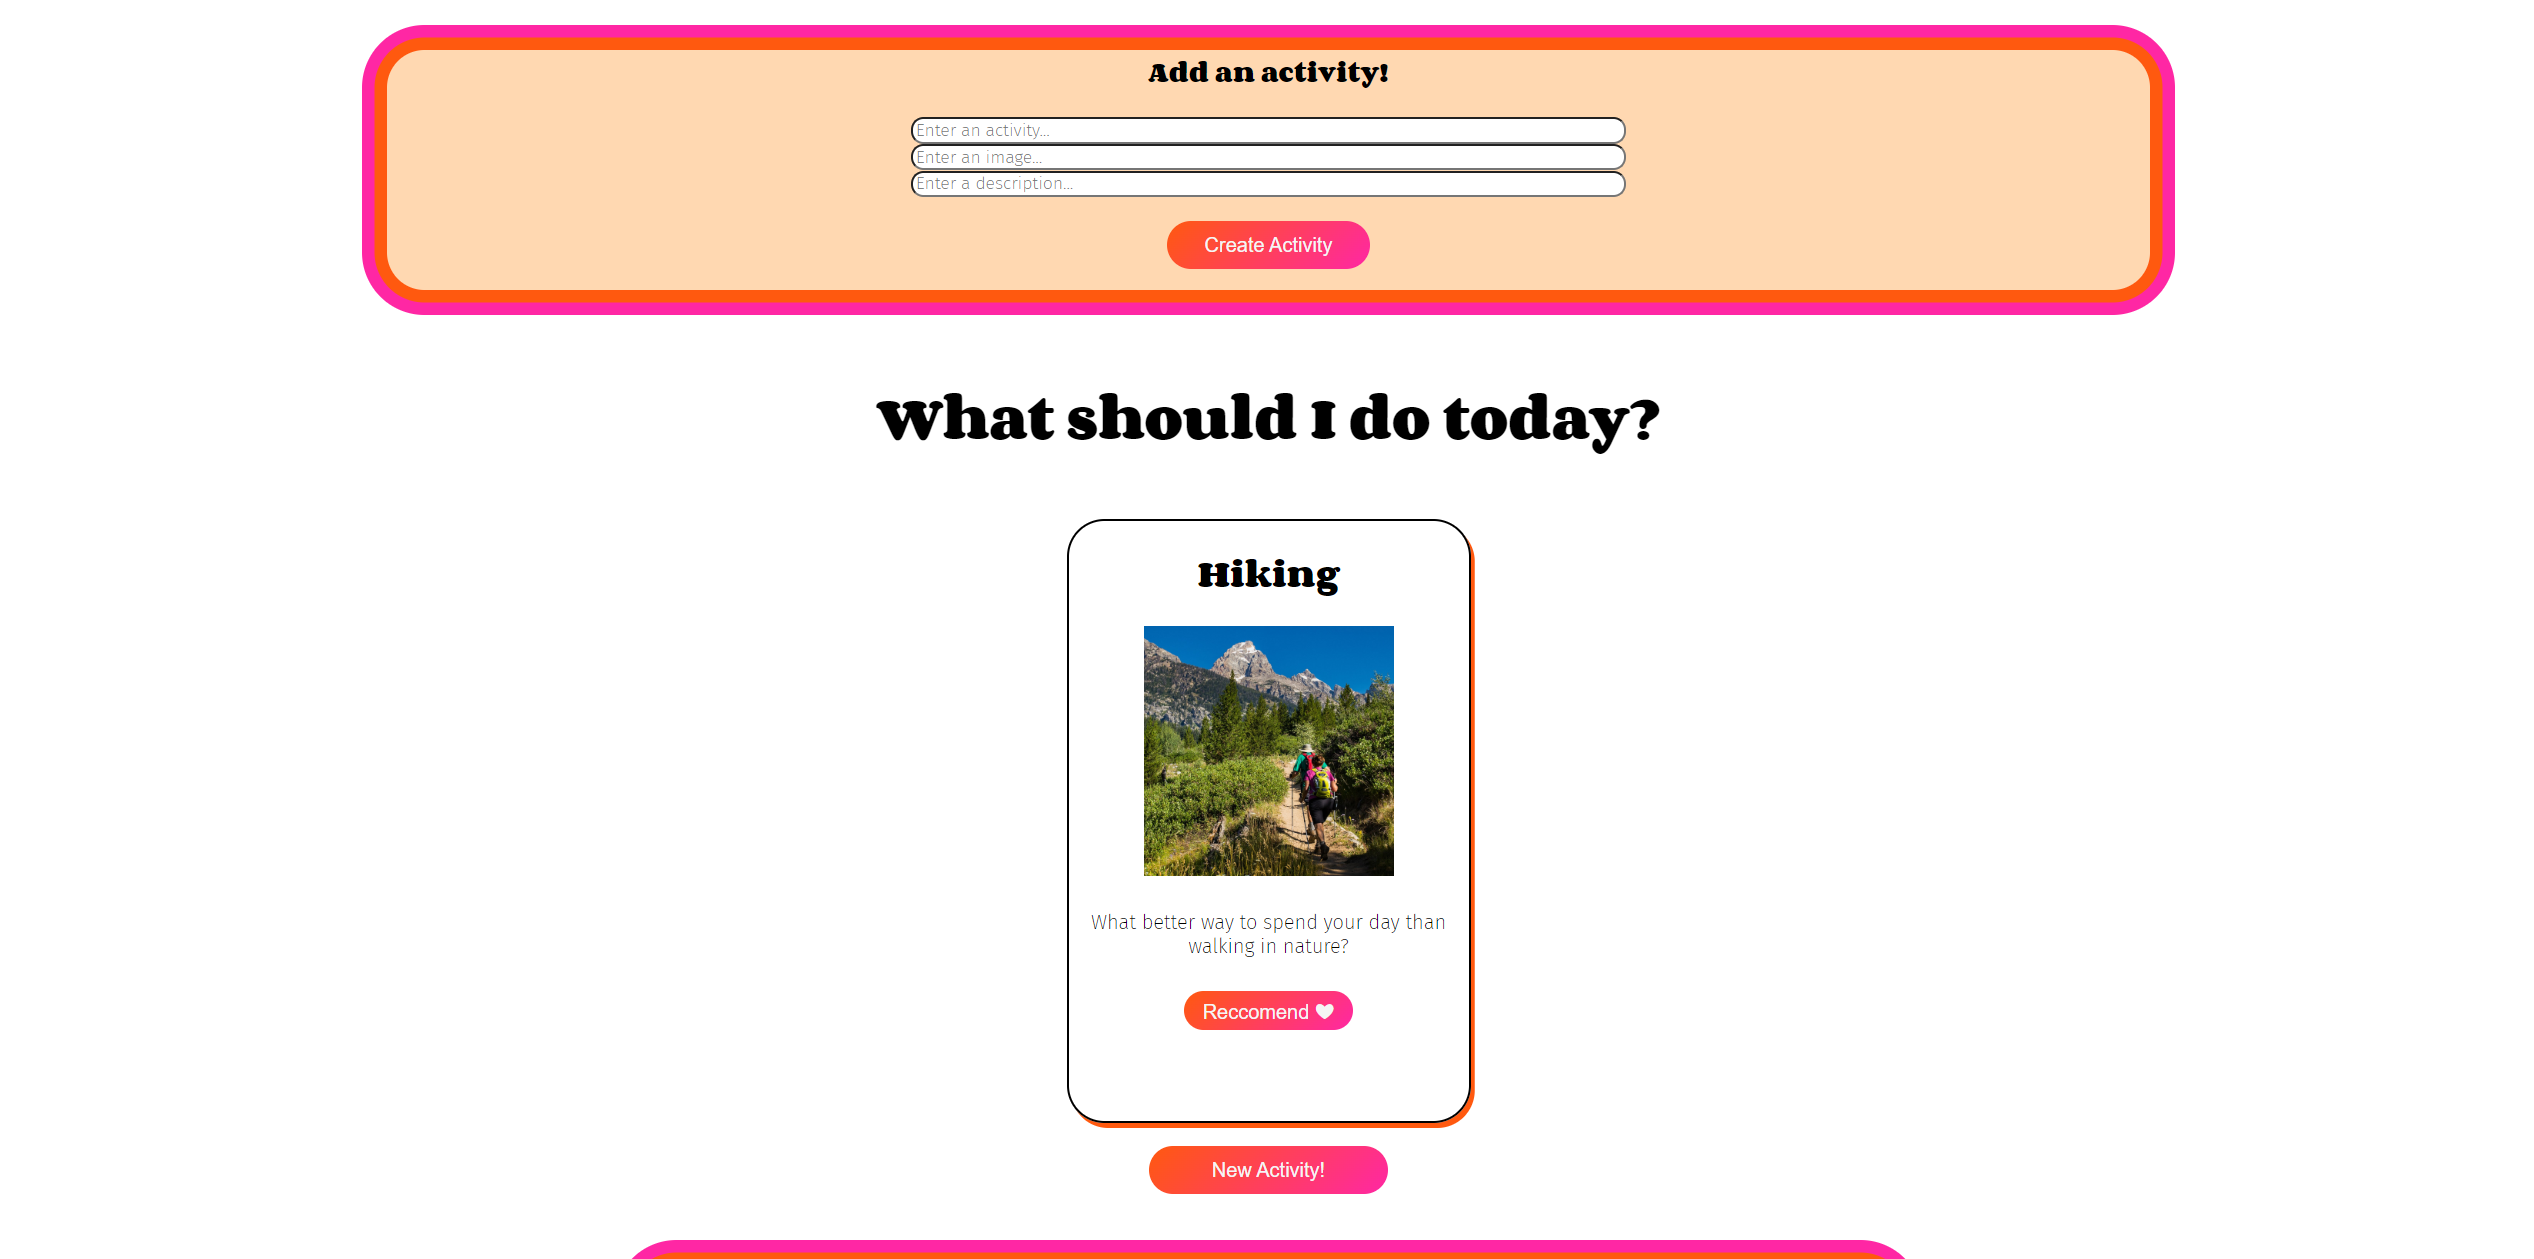 Add an activity!
Enter an activity...
Enter an image...
Enter a description...
Create Activity
What should I do today?
Hiking
What better way to spend your day than
walking in nature?
Reccomend
New Activity!